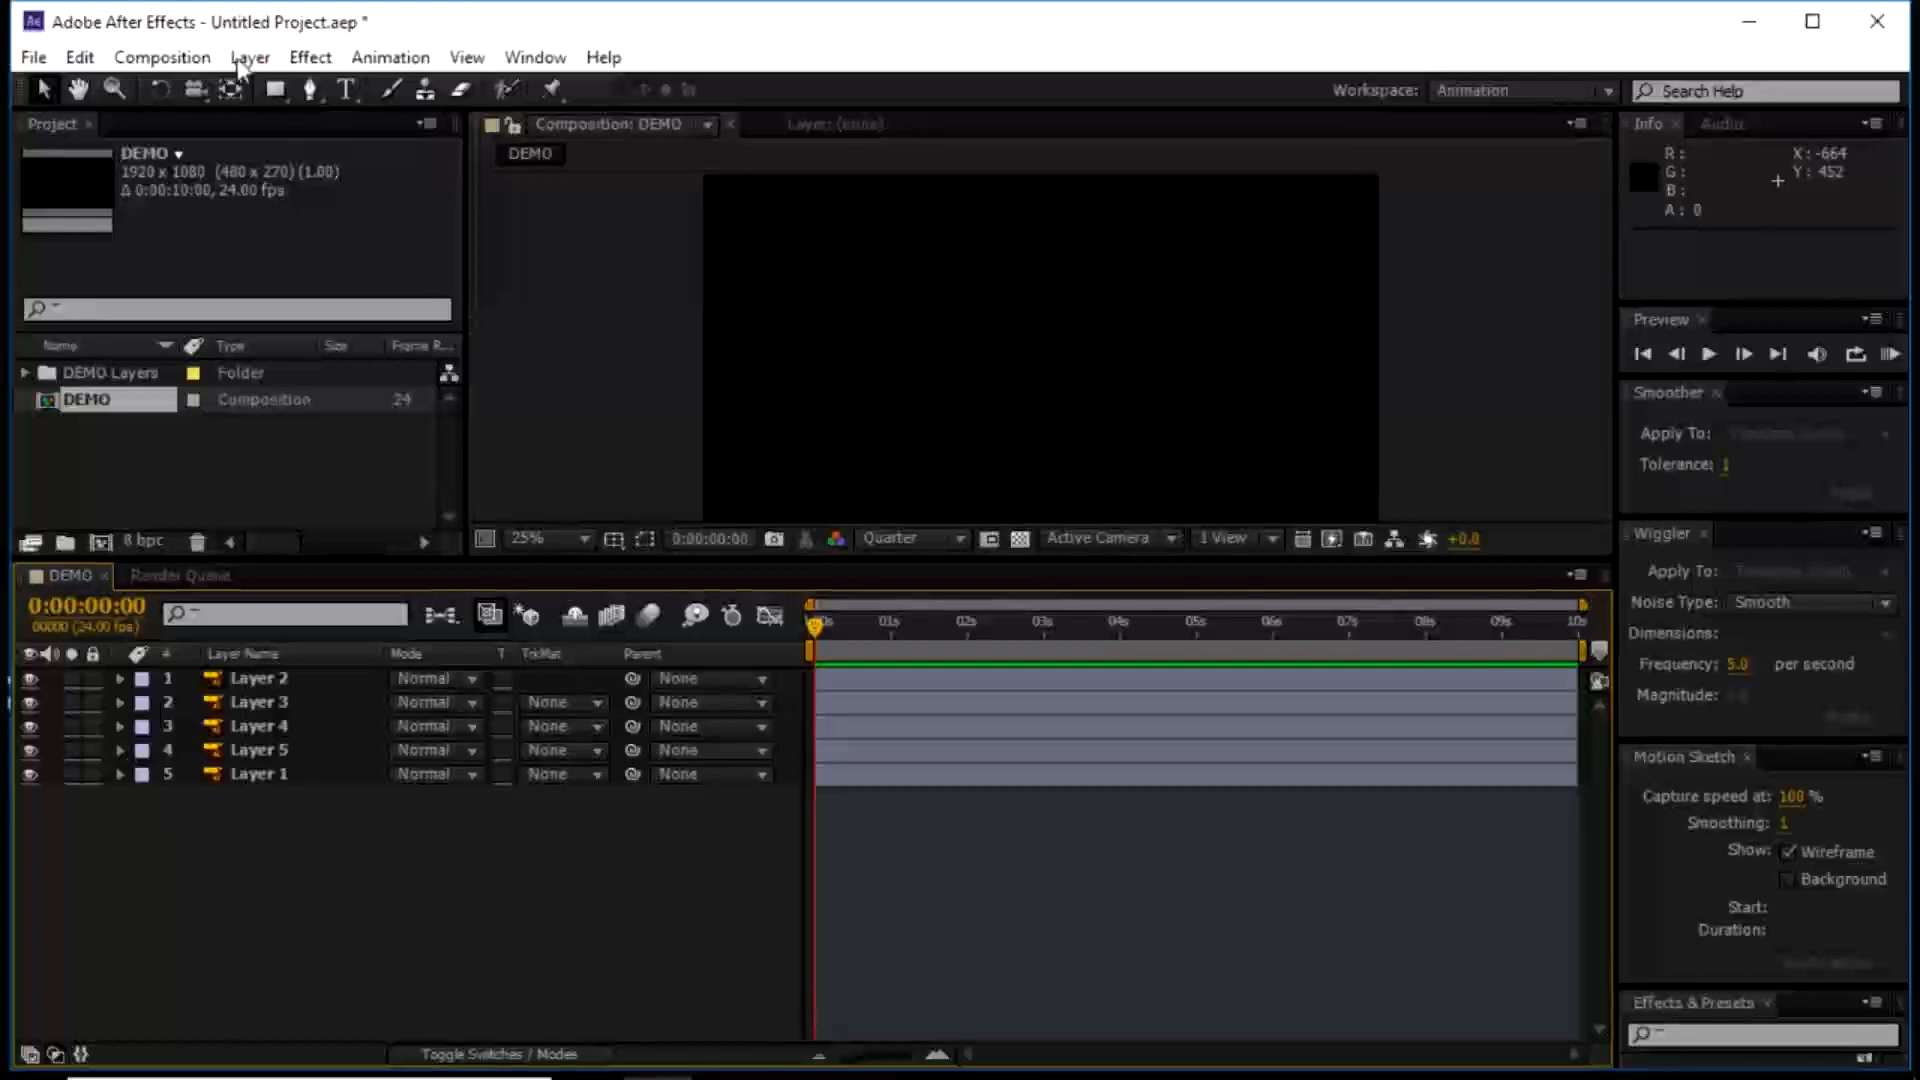 Adobe After Effects - Untitled Project.aep *
File Edit Composition Layer Effect Animation View Window Help
Workspace: Animation Search Help
Project
DEMO
1920 x 1080 (480 x 270) (1.00)
Δ 0:00:10:00, 24.00 fps
Name Type Size Frame R...
DEMO Layers Folder
DEMO Composition 24
8 bpc
Composition: DEMO Layer: (none)
DEMO
25% 0:00:00:00 Quarter Active Camera 1 View +0.0
Info Audio
R: X: -664
G: Y: 452
B:
A: 0
Preview
Smoother
Apply To:
Tolerance: 1
Wiggler
Apply To:
Noise Type: Smooth
Dimensions:
Frequency: 5.0 per second
Magnitude:
Motion Sketch
Capture speed at: 100 %
Smoothing: 1
Show: Wireframe
Background
Start:
Duration:
Effects & Presets
DEMO Render Queue
0:00:00:00
00000 (24.00 fps)
01s 02s 03s 04s 05s 06s 07s 08s 09s 10s
# Layer Name Mode T TrkMat Parent
1 Layer 2 Normal None
2 Layer 3 Normal None None
3 Layer 4 Normal None None
4 Layer 5 Normal None None
5 Layer 1 Normal None None
Toggle Switches / Modes